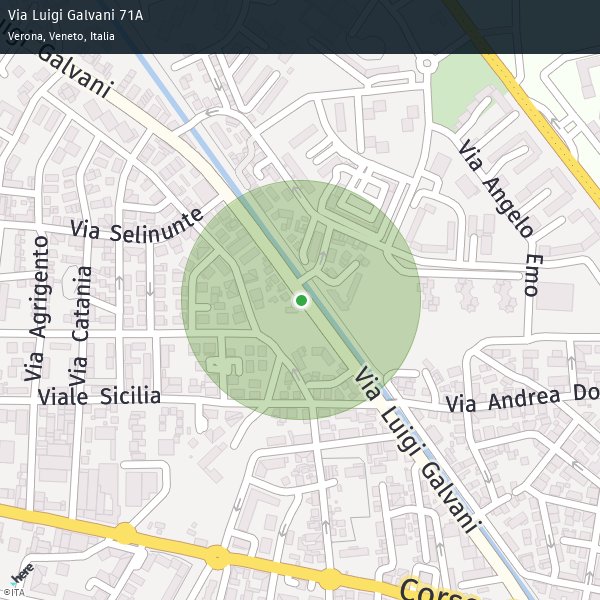 Via Luigi Galvani 71A
Verona, Veneto, Italia
Galvani
Via Angelo Emo
Via Selinunte
Via Agrigento
Via Catania
Viale Sicilia
Via Andrea Do
Via Luigi Galvani
Corso
here
©ITA